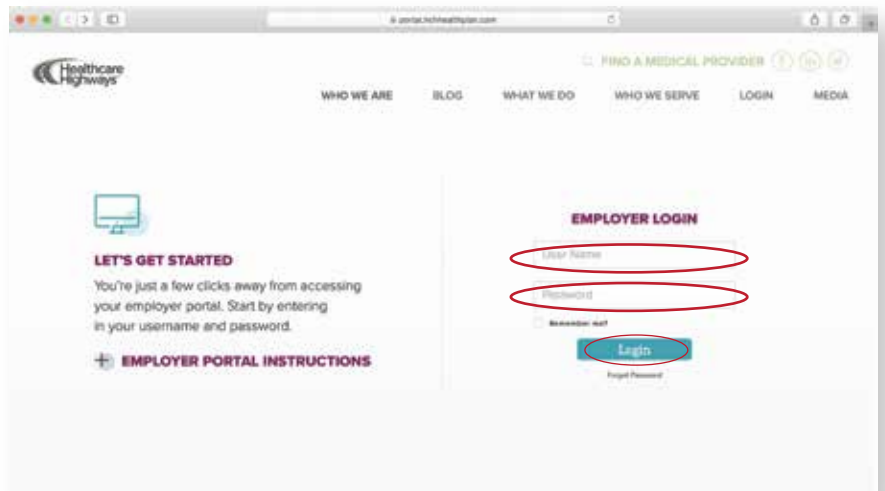 Healthcare
Highways
FIND A MEDICAL PROVIDER
WHO WE ARE BLOG WHAT WE DO WHO WE SERVE LOGIN MEDIA
LET'S GET STARTED
You're just a few clicks away from accessing
your employer portal. Start by entering
in your username and password.
EMPLOYER PORTAL INSTRUCTIONS
EMPLOYER LOGIN
User Name
Password
Remember me?
Login
Forgot Password